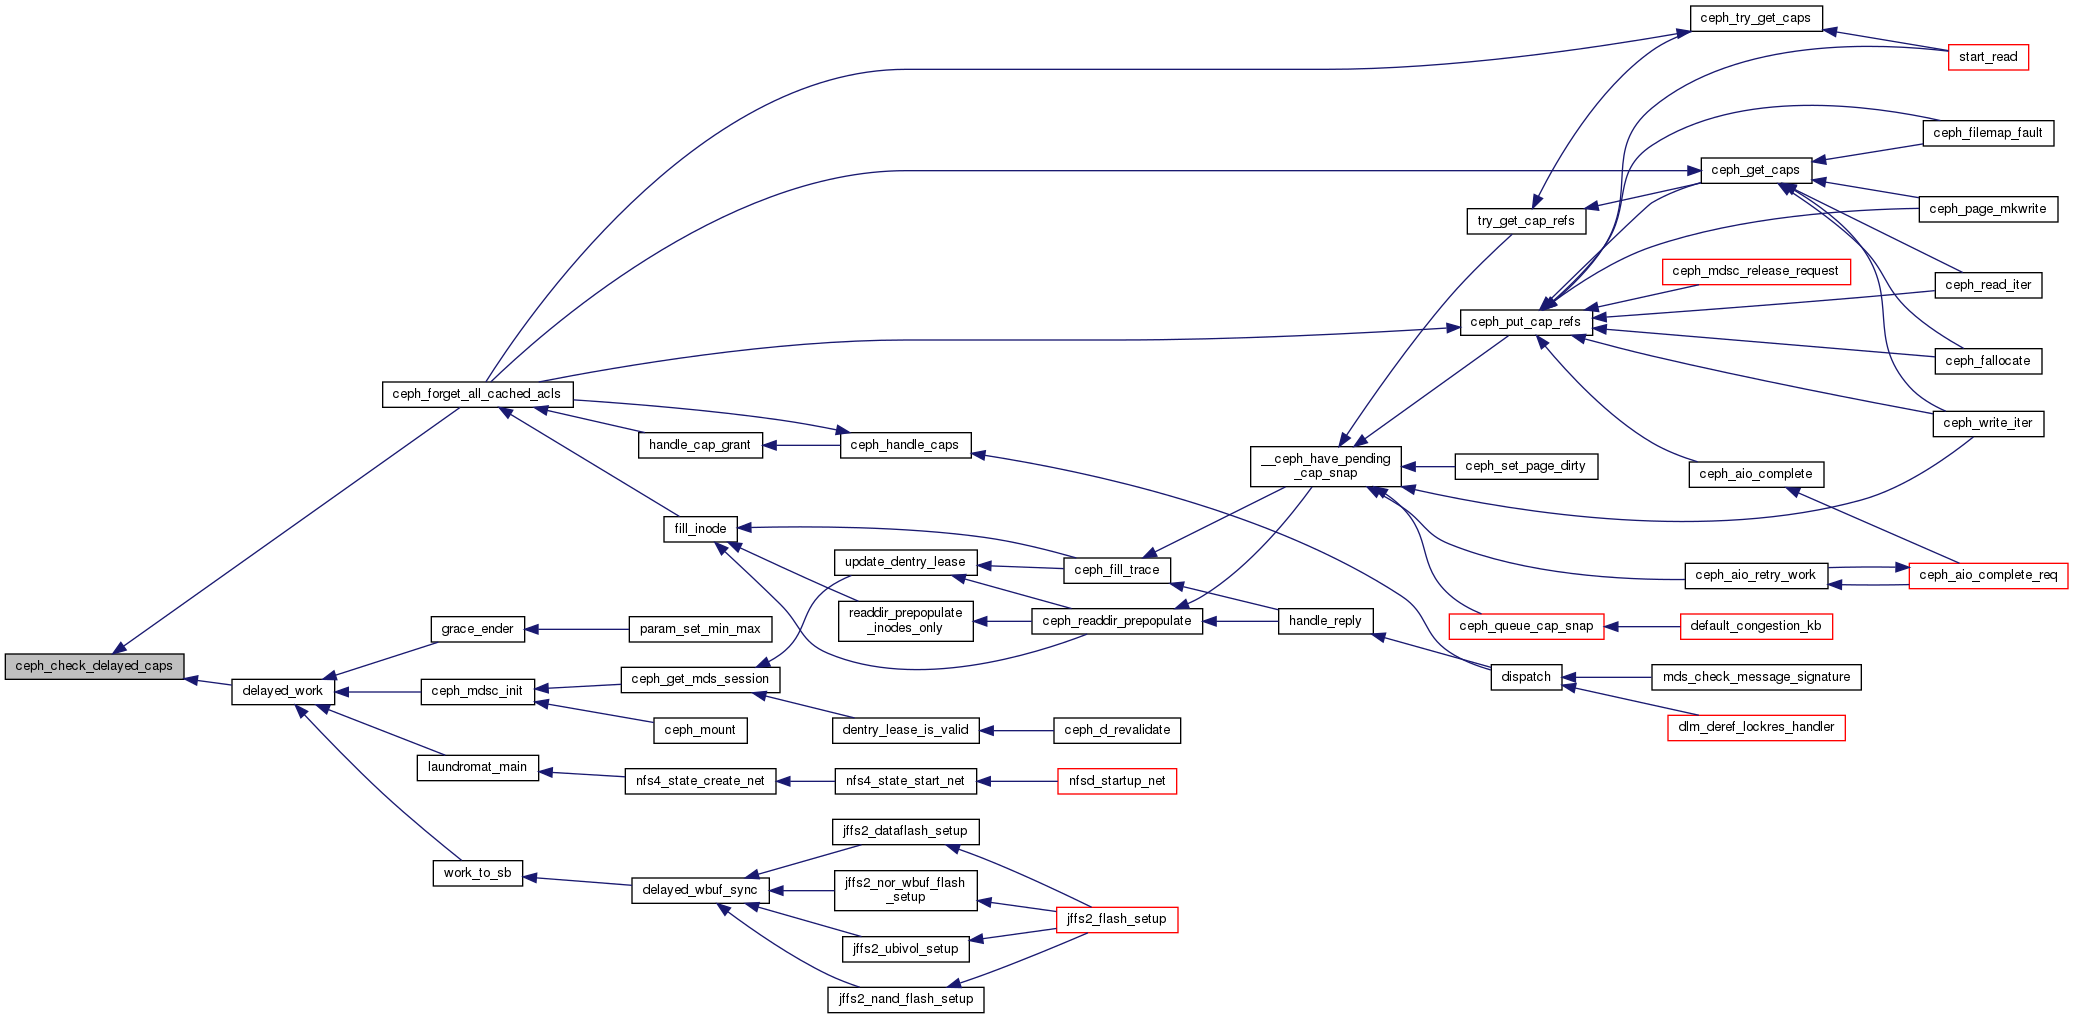 ceph_try_get_caps
start_read
ceph_filemap_fault
ceph_get_caps
ceph_page_mkwrite
try_get_cap_refs
ceph_mdsc_release_request
ceph_read_iter
ceph_put_cap_refs
ceph_fallocate
ceph_forget_all_cached_acls
ceph_write_iter
handle_cap_grant
ceph_handle_caps
__ceph_have_pending
_cap_snap
ceph_set_page_dirty
ceph_aio_complete
fill_inode
update_dentry_lease
ceph_fill_trace
ceph_aio_retry_work
ceph_aio_complete_req
readdir_prepopulate
_inodes_only
ceph_readdir_prepopulate
handle_reply
ceph_queue_cap_snap
default_congestion_kb
grace_ender
param_set_min_max
ceph_check_delayed_caps
delayed_work
ceph_mdsc_init
ceph_get_mds_session
dispatch
mds_check_message_signature
ceph_mount
dentry_lease_is_valid
ceph_d_revalidate
dlm_deref_lockres_handler
laundromat_main
nfs4_state_create_net
nfs4_state_start_net
nfsd_startup_net
jffs2_dataflash_setup
work_to_sb
delayed_wbuf_sync
jffs2_nor_wbuf_flash
_setup
jffs2_flash_setup
jffs2_ubivol_setup
jffs2_nand_flash_setup